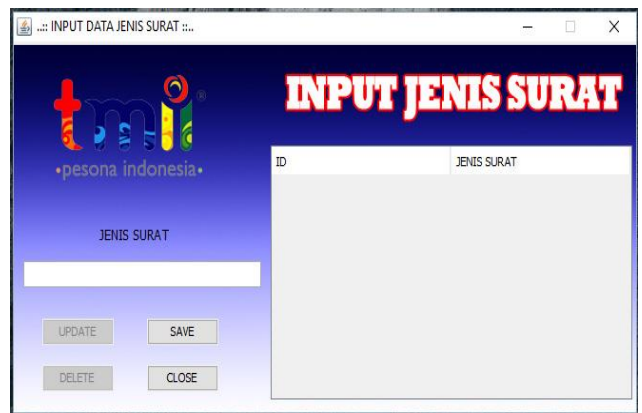 ..:: INPUT DATA JENIS SURAT ::..
tmii®
•pesona indonesia•
INPUT JENIS SURAT
ID JENIS SURAT
JENIS SURAT
UPDATE SAVE
DELETE CLOSE